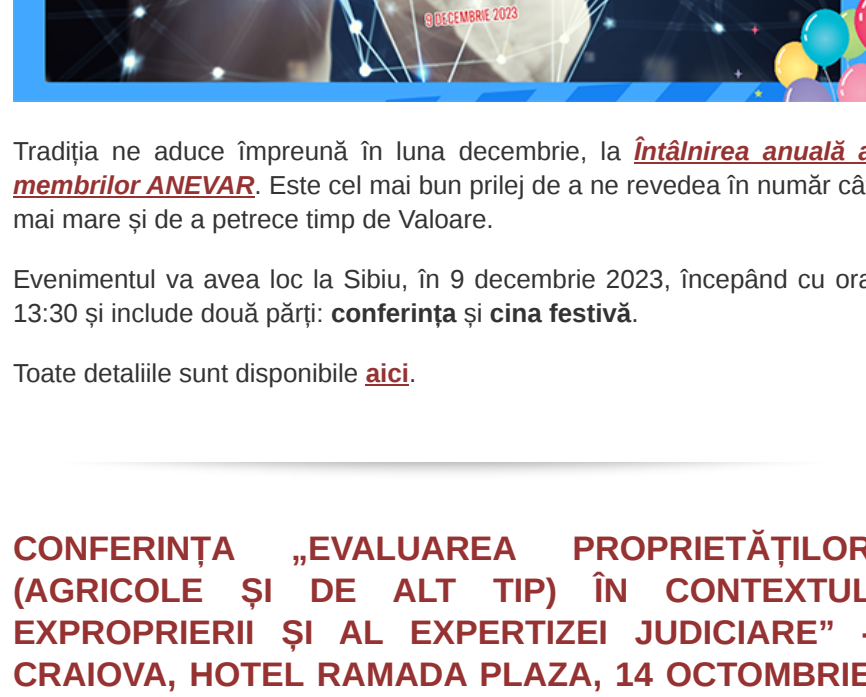 9 DECEMBRIE 2023
Tradiția ne aduce împreună în luna decembrie, la Întâlnirea anuală a
membrilor ANEVAR. Este cel mai bun prilej de a ne revedea în număr câ
mai mare și de a petrece timp de Valoare.
Evenimentul va avea loc la Sibiu, în 9 decembrie 2023, începând cu ora
13:30 și include două părți: conferința și cina festivă.
Toate detaliile sunt disponibile aici.
CONFERINȚA „EVALUAREA PROPRIETĂȚILOR
(AGRICOLE ȘI DE ALT TIP) ÎN CONTEXTUL
EXPROPRIERII ȘI AL EXPERTIZEI JUDICIARE” -
CRAIOVA, HOTEL RAMADA PLAZA, 14 OCTOMBRIE